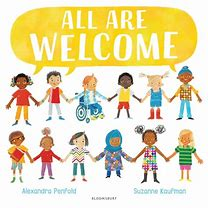 ALL ARE
WELCOME
Alexandra Penfold
Suzanne Kaufman
BLOOMSBURY